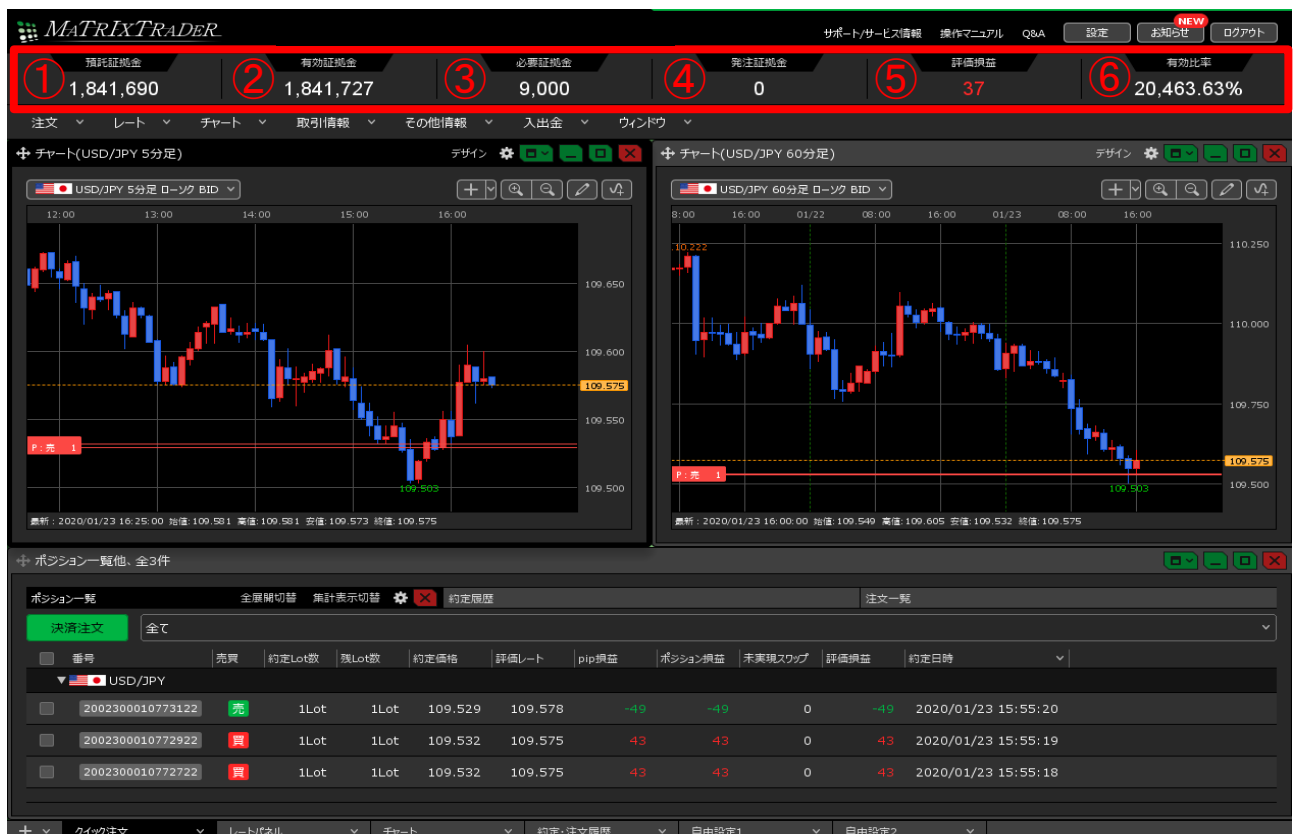 MATRIXTRADER
サポート/サービス情報 操作マニュアル Q&A 設定 お知らせ NEW ログアウト
① 預託証拠金 ② 有効証拠金 ③ 必要証拠金 ④ 発注証拠金 ⑤ 評価損益 ⑥ 有効比率
1,841,690 1,841,727 9,000 0 37 20,463.63%
注文 レート チャート 取引情報 その他情報 入出金 ウィンドウ
チャート(USD/JPY 5分足) デザイン
USD/JPY 5分足 ローソク BID
12:00 13:00 14:00 15:00 16:00
109.650
109.600
109.575
109.550
P:売 1
109.503
109.500
最新:2020/01/23 16:25:00 始値:109.581 高値:109.581 安値:109.573 終値:109.575
チャート(USD/JPY 60分足) デザイン
USD/JPY 60分足 ローソク BID
8:00 16:00 01/22 08:00 16:00 01/23 08:00 16:00
110.222
110.250
110.000
109.750
109.575
P:売 1
109.503
109.500
最新:2020/01/23 16:00:00 始値:109.549 高値:109.605 安値:109.532 終値:109.575
ポジション一覧他、全3件
ポジション一覧 全展開切替 集計表示切替 約定履歴 注文一覧
決済注文 全て
番号 売買 約定Lot数 残Lot数 約定価格 評価レート pip損益 ポジション損益 未実現スワップ 評価損益 約定日時
USD/JPY
2002300010773122 売 1Lot 1Lot 109.529 109.578 -49 -49 0 -49 2020/01/23 15:55:20
2002300010772922 買 1Lot 1Lot 109.532 109.575 43 43 0 43 2020/01/23 15:55:19
2002300010772722 買 1Lot 1Lot 109.532 109.575 43 43 0 43 2020/01/23 15:55:18
クイック注文 レートパネル チャート 約定・注文履歴 自由設定1 自由設定2